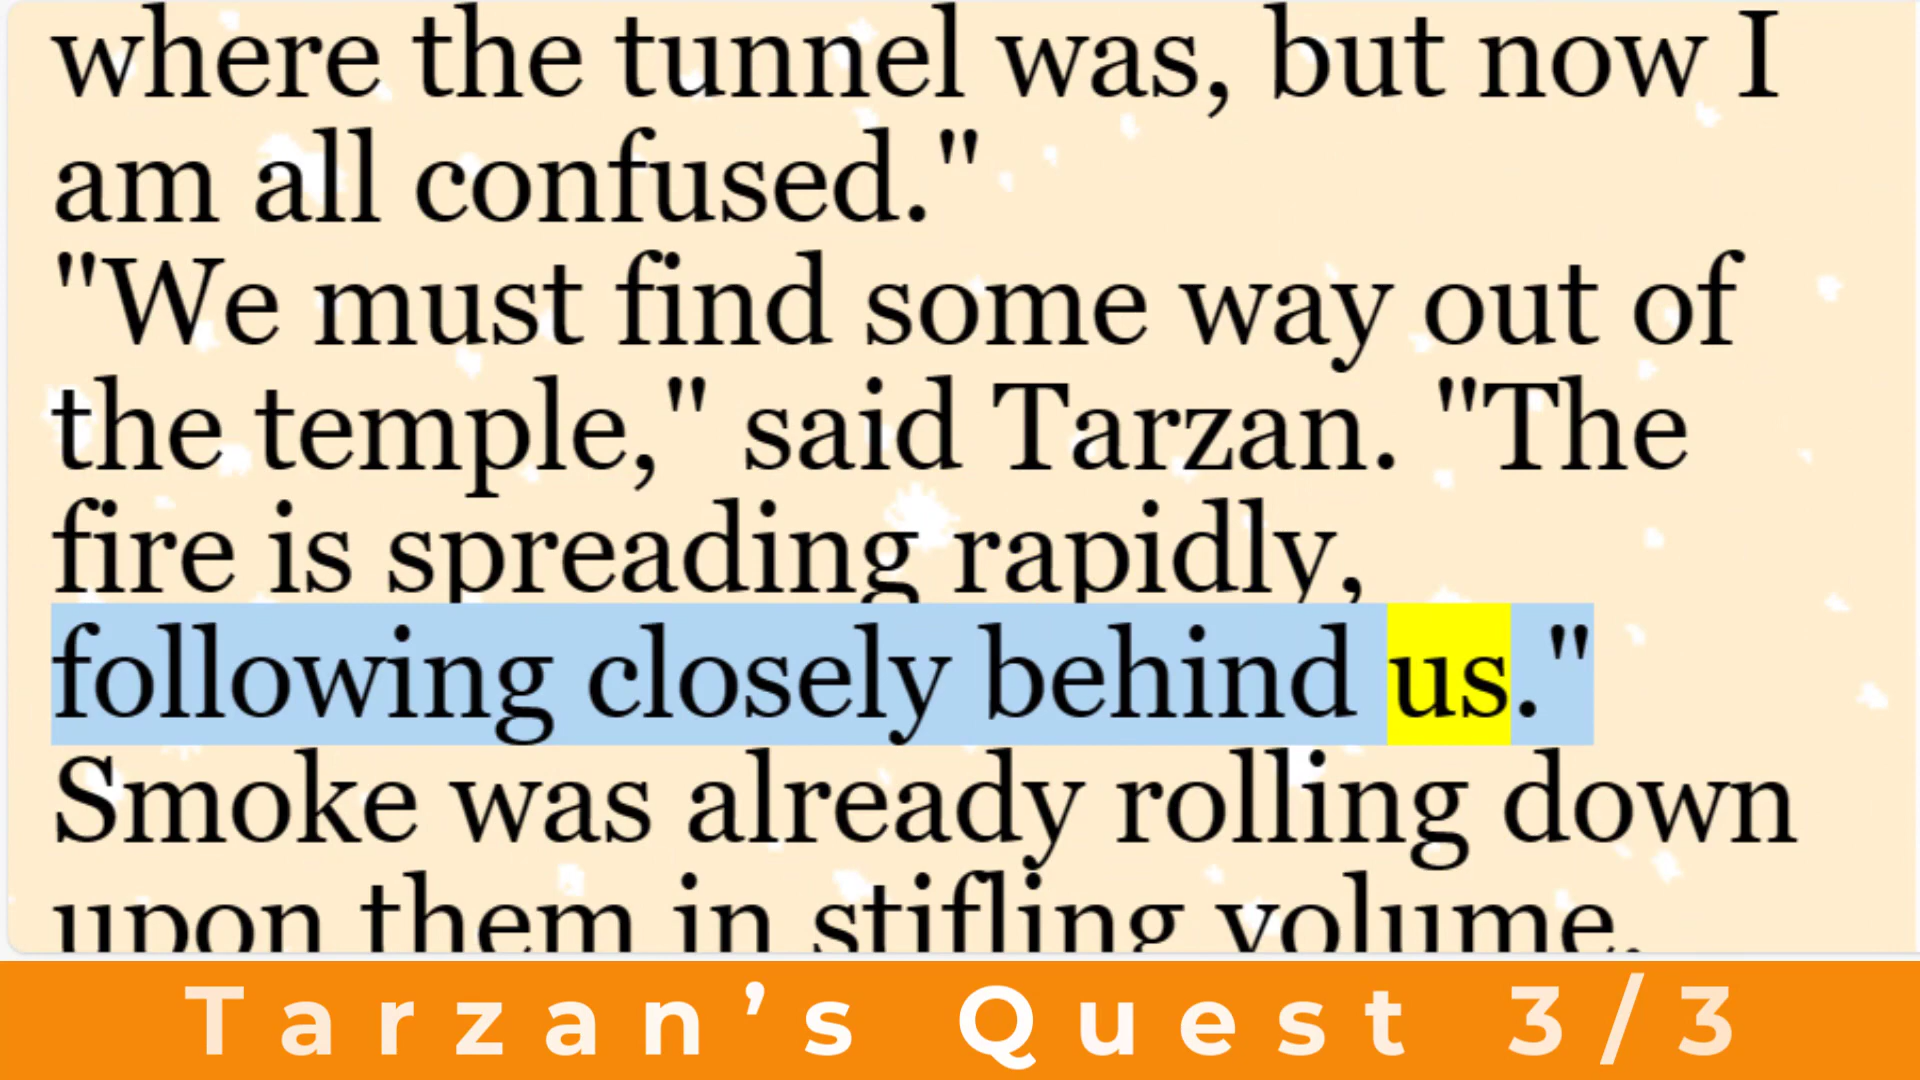 where the tunnel was, but now I
am all confused."
"We must find some way out of
the temple," said Tarzan. "The
fire is spreading rapidly,
following closely behind us."
Smoke was already rolling down
upon them in stifling volume.
Tarzan’s Quest 3/3